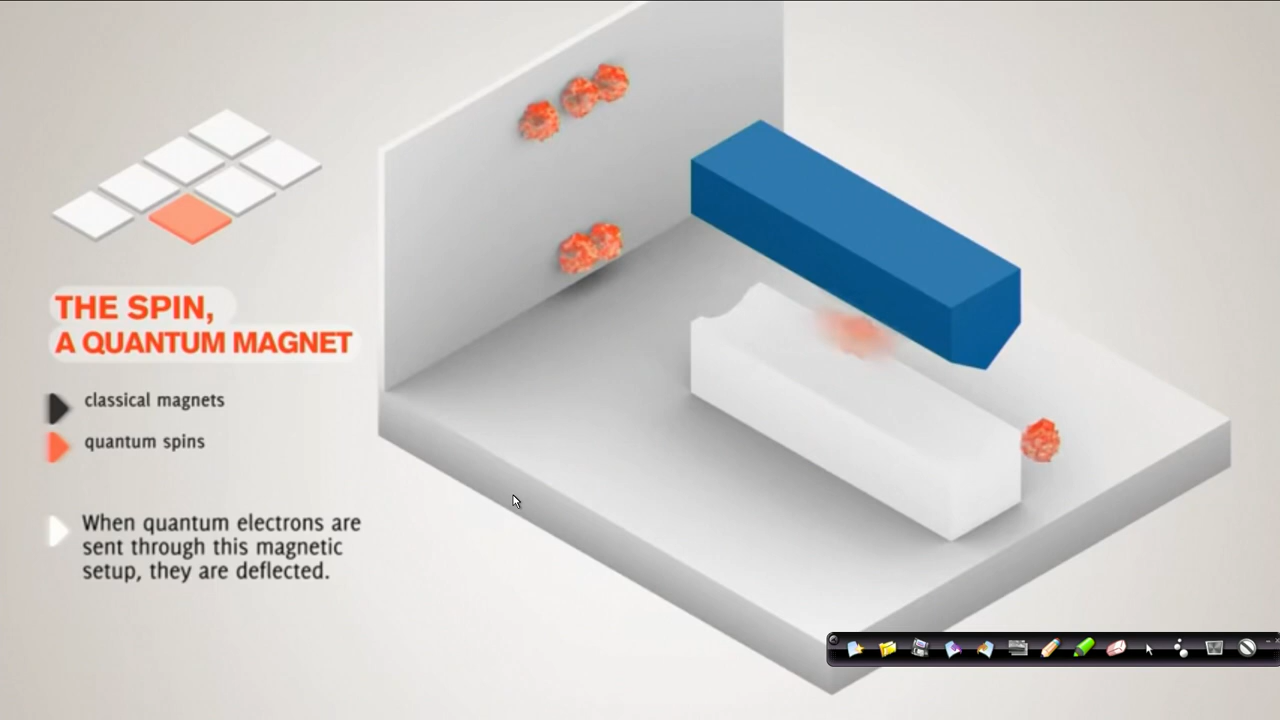 THE SPIN,
A QUANTUM MAGNET
classical magnets
quantum spins
When quantum electrons are
sent through this magnetic
setup, they are deflected.